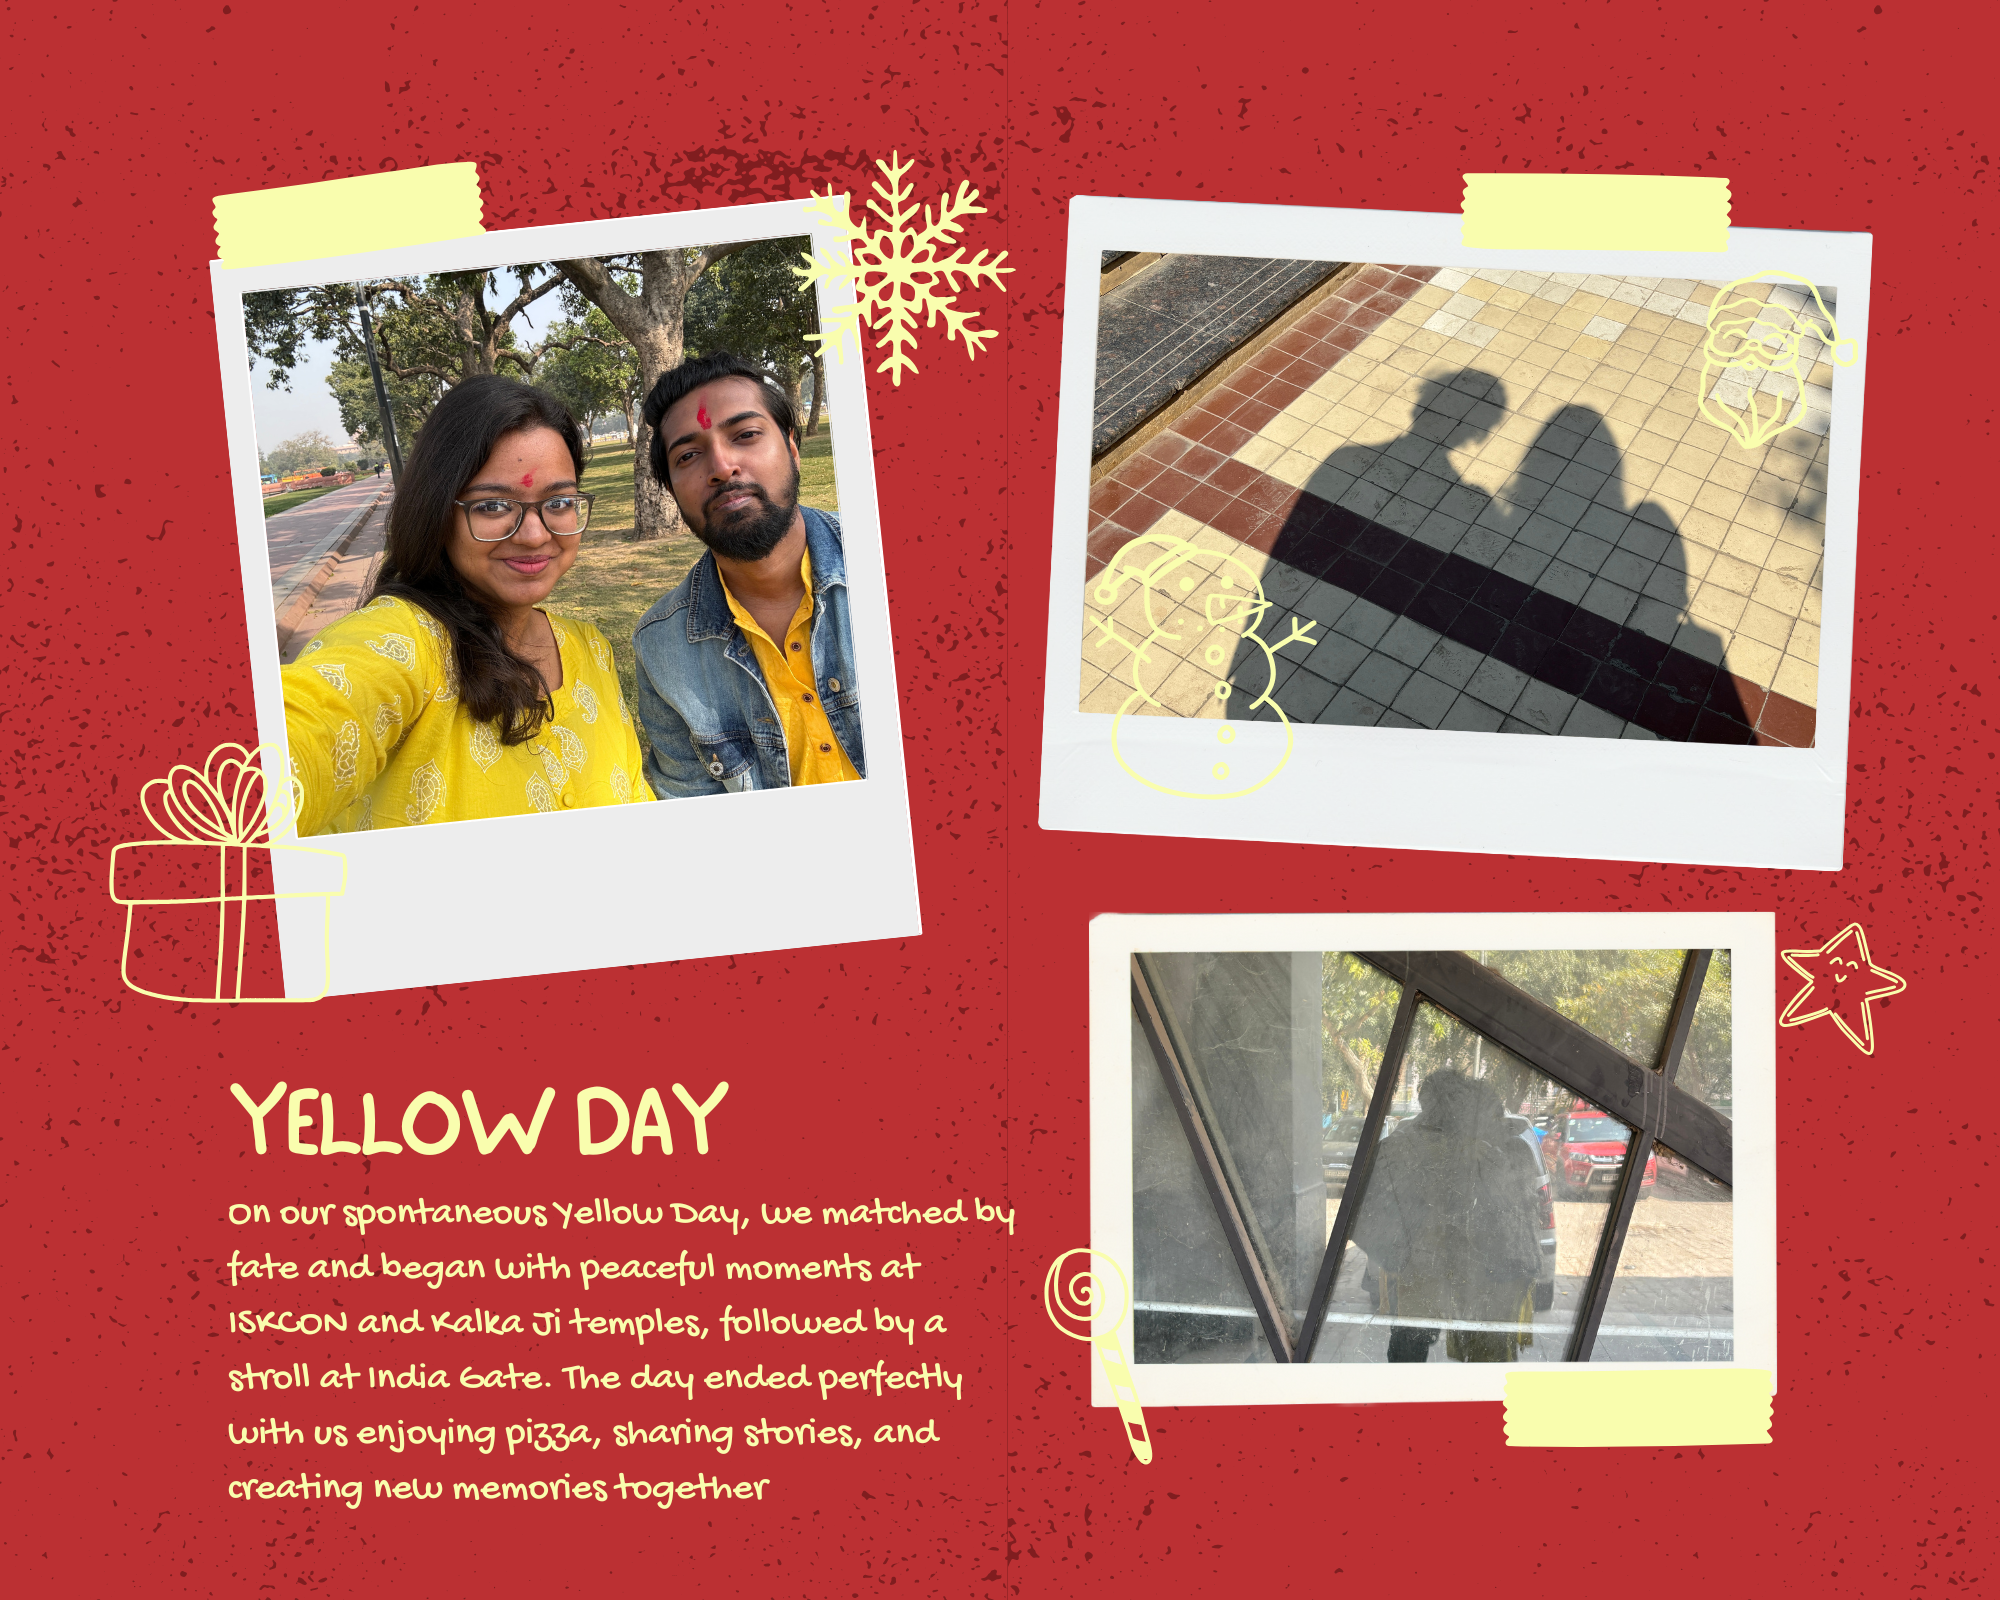 YELLOW DAY
On our spontaneous Yellow Day, we matched by
fate and began with peaceful moments at
ISKCON and Kalka Ji temples, followed by a
stroll at India Gate. The day ended perfectly
with us enjoying pizza, sharing stories, and
creating new memories together